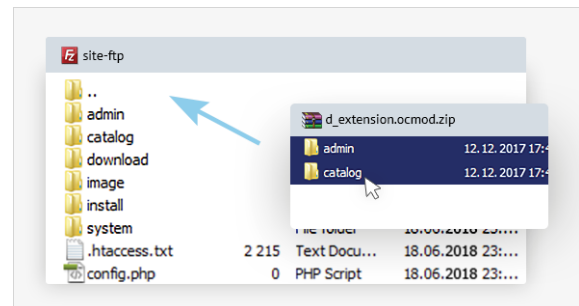 site-ftp
..
admin
catalog
download
image
install
system File folder 18.06.2018 23:...
.htaccess.txt 2 215 Text Docu... 18.06.2018 23:...
config.php 0 PHP Script 18.06.2018 23:...
d_extension.ocmod.zip
admin 12.12.2017 17:4
catalog 12.12.2017 17:4